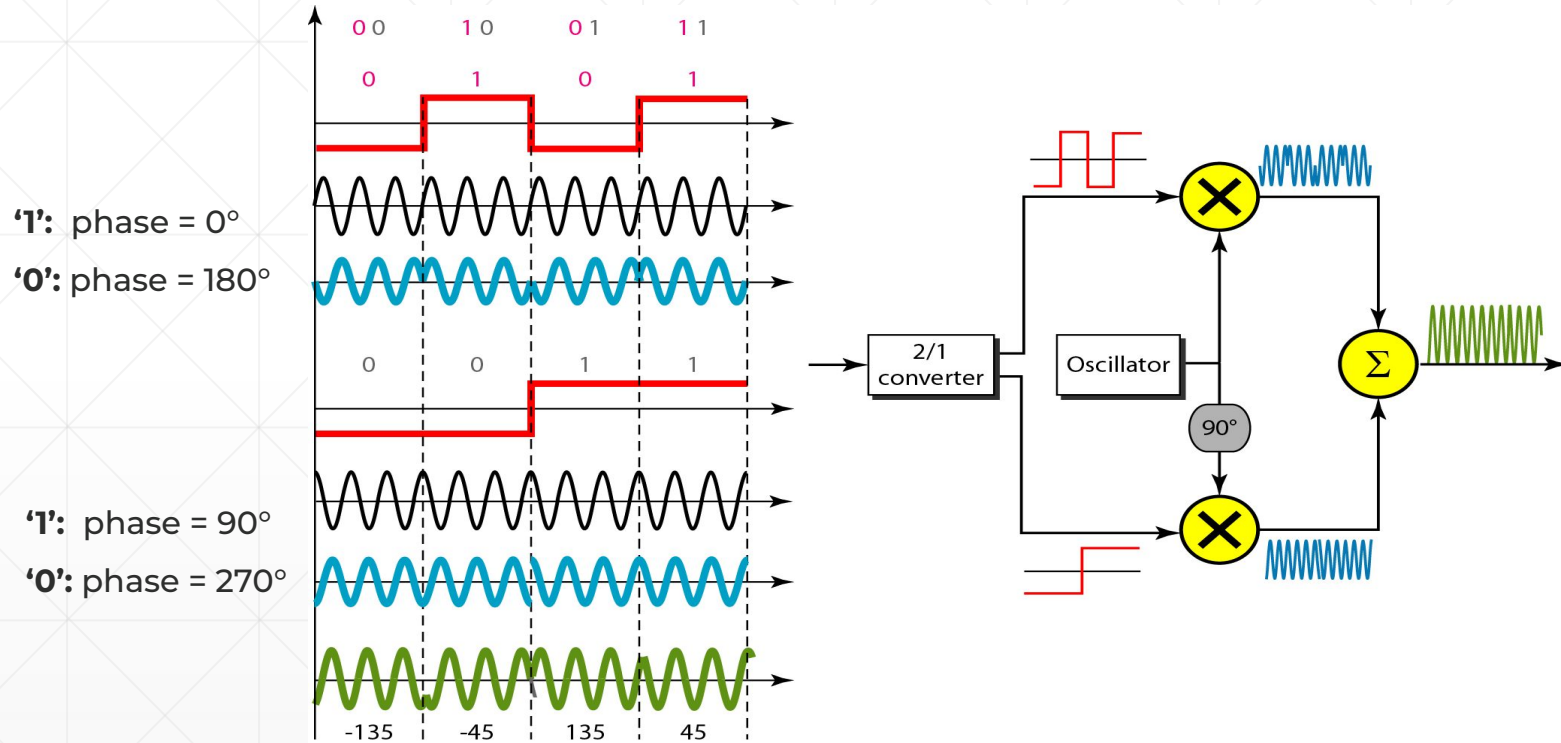 00 10 01 11
0 1 0 1
‘1’: phase = 0°
‘0’: phase = 180°
0 0 1 1
‘1’: phase = 90°
‘0’: phase = 270°
-135 -45 135 45
2/1
converter
Oscillator
90°
Σ